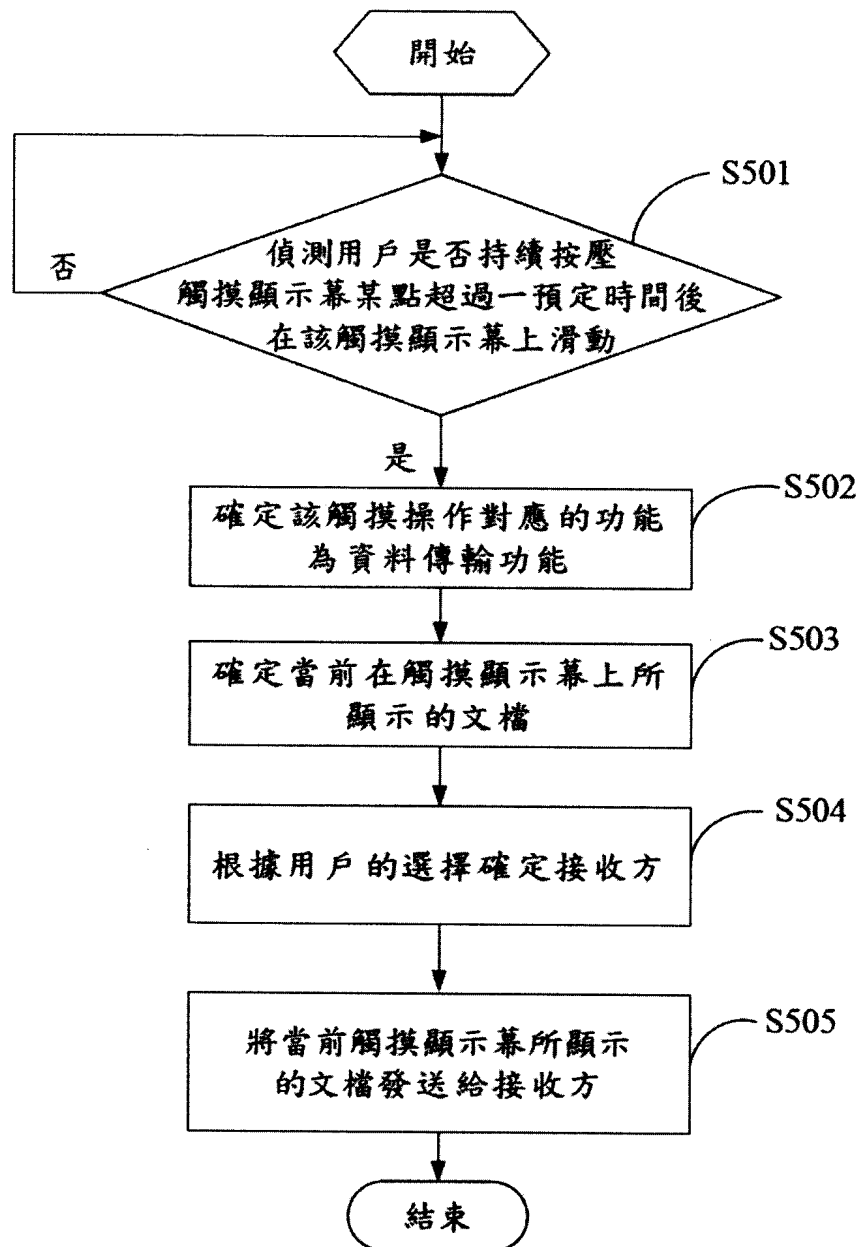 開始
S501
偵測用戶是否持續按壓
觸摸顯示幕某點超過一預定時間後
在該觸摸顯示幕上滑動
否
是
S502
確定該觸摸操作對應的功能
為資料傳輸功能
S503
確定當前在觸摸顯示幕上所
顯示的文檔
S504
根據用戶的選擇確定接收方
S505
將當前觸摸顯示幕所顯示
的文檔發送給接收方
結束